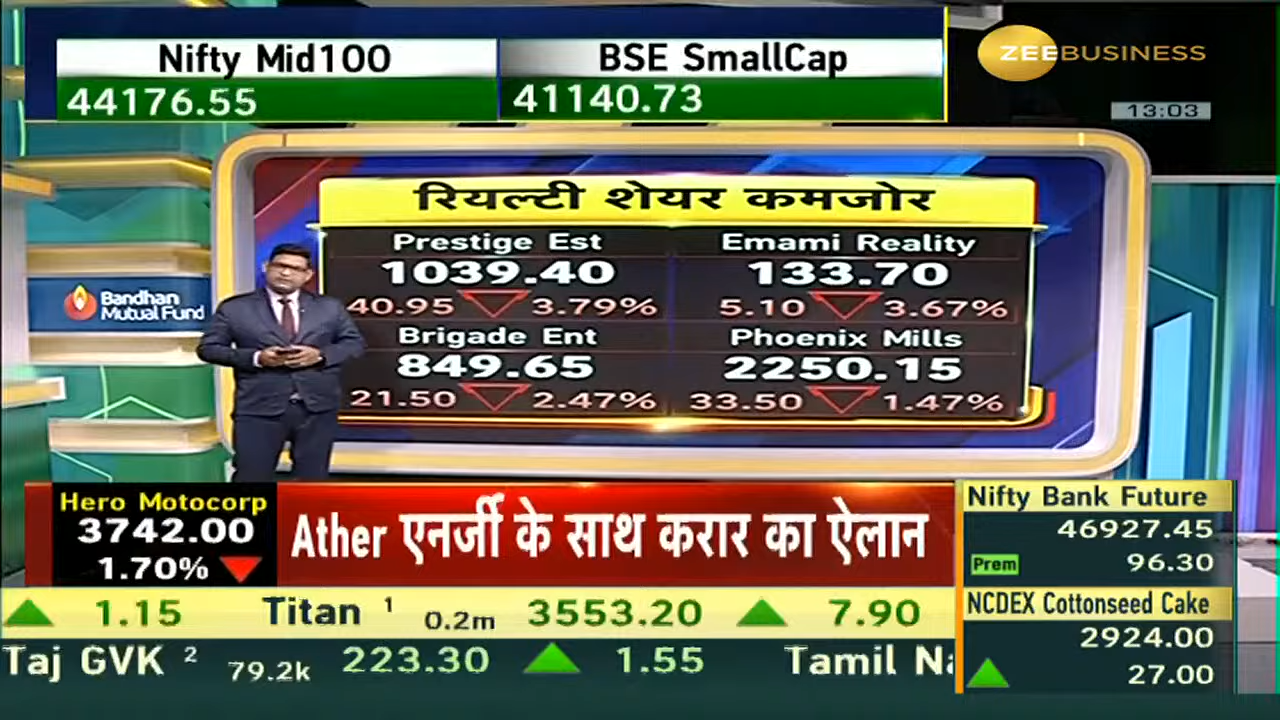 Nifty Mid100
BSE SmallCap
44176.55
41140.73
ZEEBUSINESS
13:03
रियल्टी शेयर कमजोर
Prestige Est
1039.40
40.95 3.79%
Emami Reality
133.70
5.10 3.67%
Brigade Ent
849.65
21.50 2.47%
Phoenix Mills
2250.15
33.50 1.47%
Bandhan
Mutual Fund
Hero Motocorp
3742.00
1.70%
Ather एनर्जी के साथ करार का ऐलान
Nifty Bank Future
46927.45
Prem 96.30
NCDEX Cottonseed Cake
2924.00
27.00
1.15 Titan 1 0.2m 3553.20 7.90
Taj GVK 2 79.2k 223.30 1.55 Tamil Na